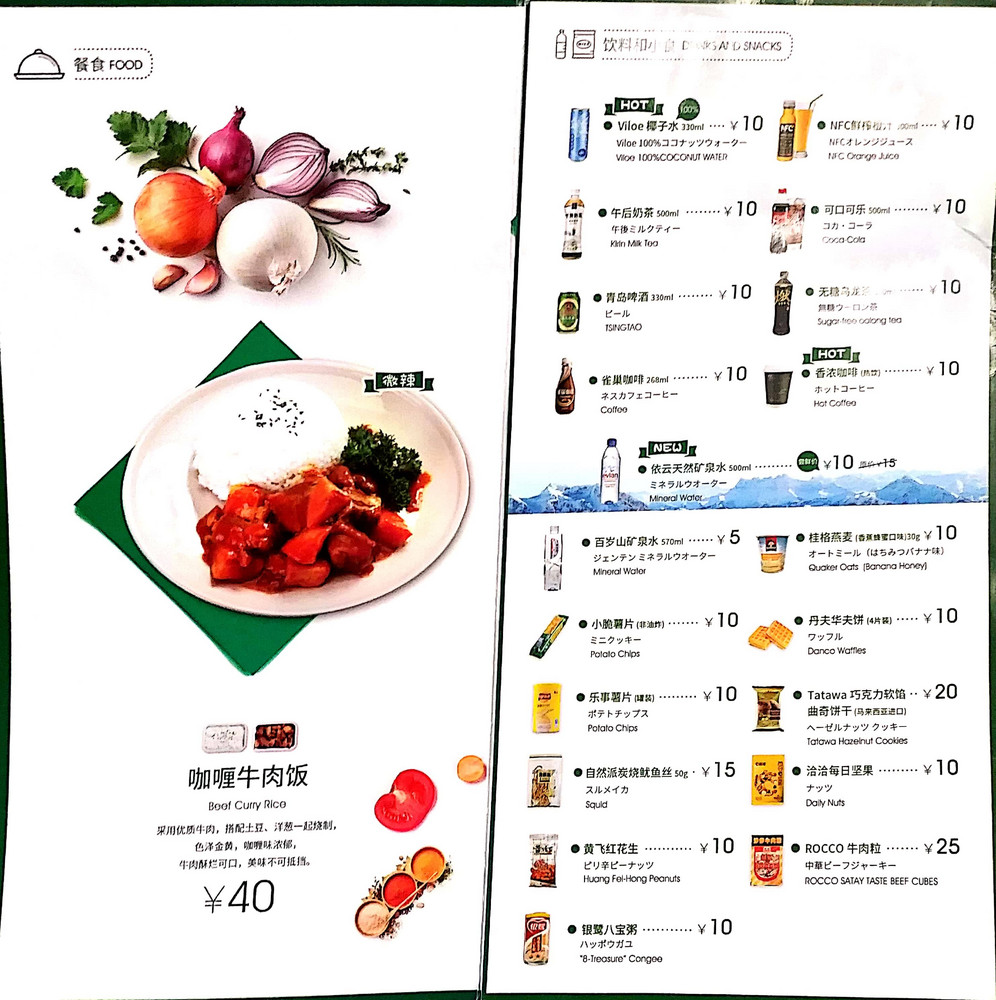 餐食 FOOD
微辣
咖喱牛肉饭
Beef Curry Rice
采用优质牛肉，搭配土豆、洋葱一起烧制，
色泽金黄，咖喱味浓郁，
牛肉酥烂可口，美味不可抵挡。
￥40
饮料和小食 DRINKS AND SNACKS
HOT
100%
Viloe 椰子水 330ml ···· ￥10
Viloe 100%ココナッツウォーター
Viloe 100%COCONUT WATER
NFC鲜榨橙汁 ￥10
NFCオレンジジュース
NFC Orange Juice
NFC
午后奶茶 500ml ········ ￥10
午後ミルクティー
Kirin Milk Tea
可口可乐 500ml ········ ￥10
コカ・コーラ
Coca-Cola
青岛啤酒 330ml ········ ￥10
ビール
TSINGTAO
无糖乌龙茶 ￥10
無糖ウーロン茶
Sugar-free oolong tea
雀巢咖啡 268ml ········ ￥10
ネスカフェコーヒー
Coffee
HOT
香浓咖啡 (热饮) ········ ￥10
ホットコーヒー
Hot Coffee
NEW
依云天然矿泉水 500ml ········ 尝鲜价 ￥10 原价￥15
ミネラルウオーター
Mineral Water
evian
百岁山矿泉水 570ml ······ ￥5
ジェンテン ミネラルウオーター
Mineral Water
桂格燕麦 (香蕉蜂蜜口味)30g ￥10
オートミール（はちみつバナナ味）
Quaker Oats (Banana Honey)
小脆薯片 (非油炸) ······· ￥10
ミニクッキー
Potato Chips
丹夫华夫饼 (4片装) ····· ￥10
ワッフル
Danco Waffles
乐事薯片 (罐装) ········· ￥10
ポテトチップス
Potato Chips
Tatawa 巧克力软馅 ·· ￥20
曲奇饼干 (马来西亚进口)
ヘーゼルナッツ クッキー
Tatawa Hazelnut Cookies
自然派炭烧鱿鱼丝 50g · ￥15
スルメイカ
Squid
洽洽每日坚果 ········ ￥10
ナッツ
Daily Nuts
黄飞红花生 ·········· ￥10
ピリ辛ピーナッツ
Huang Fei-Hong Peanuts
ROCCO 牛肉粒 ······· ￥25
中華ビーフジャーキー
ROCCO SATAY TASTE BEEF CUBES
银鹭八宝粥 ··········· ￥10
ハッポウガユ
"8-Treasure" Congee